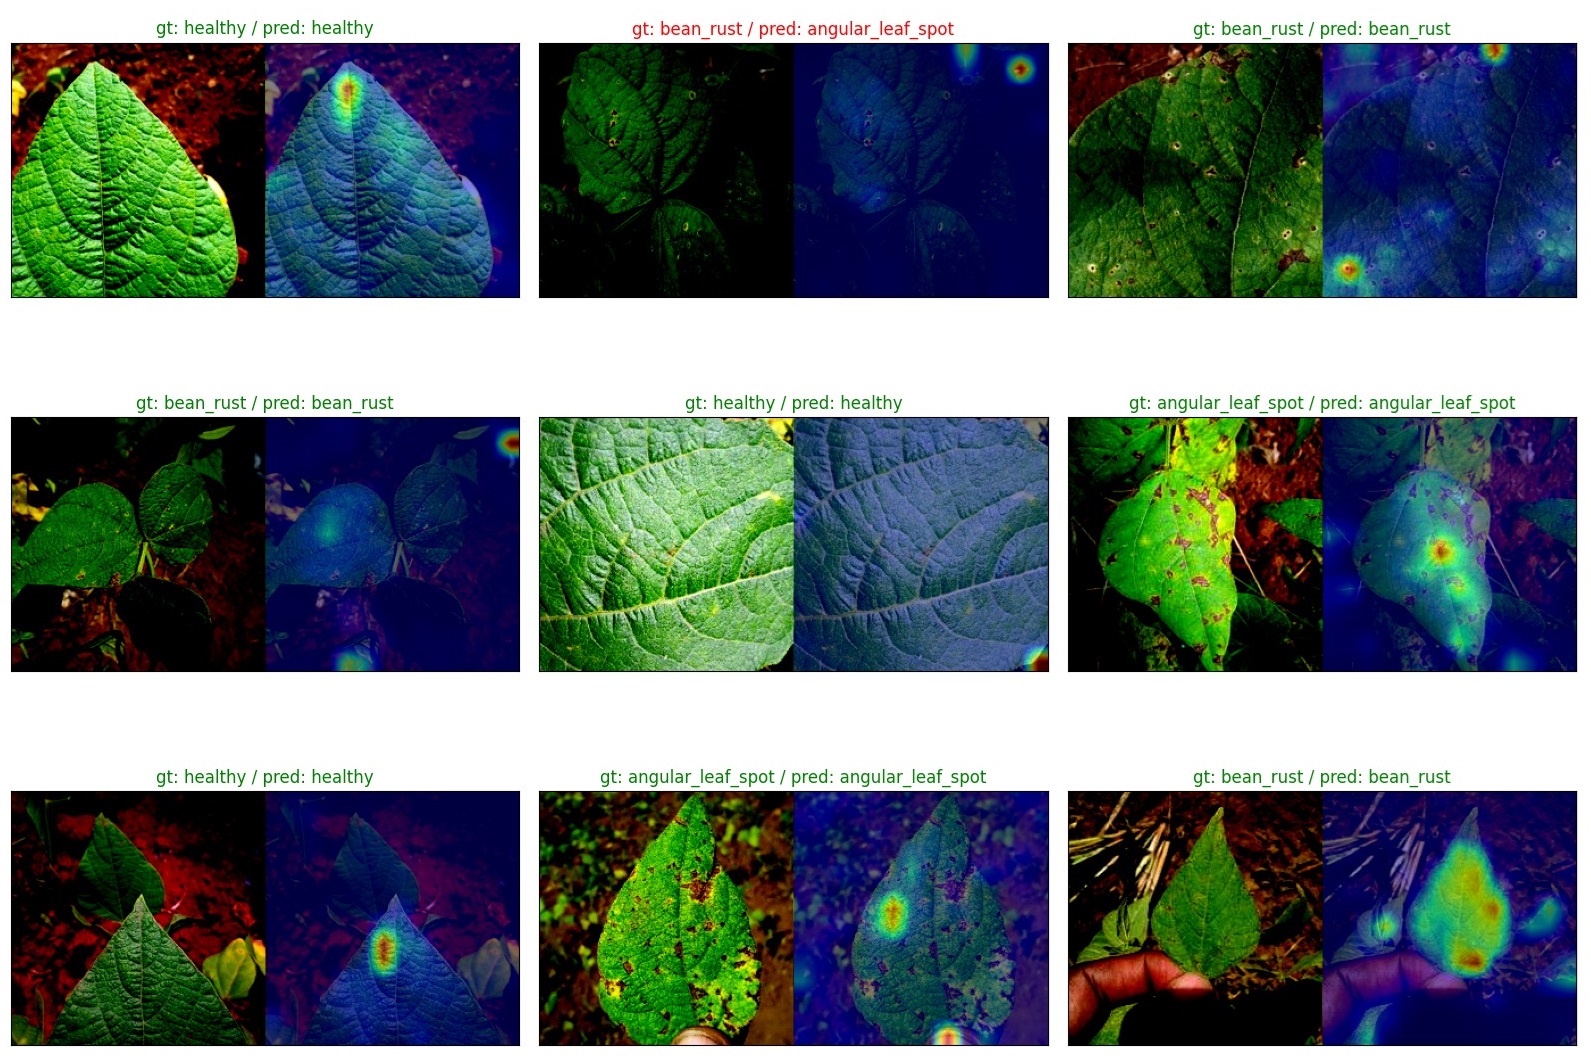 gt: healthy / pred: healthy
gt: bean_rust / pred: angular_leaf_spot
gt: bean_rust / pred: bean_rust
gt: bean_rust / pred: bean_rust
gt: healthy / pred: healthy
gt: angular_leaf_spot / pred: angular_leaf_spot
gt: healthy / pred: healthy
gt: angular_leaf_spot / pred: angular_leaf_spot
gt: bean_rust / pred: bean_rust